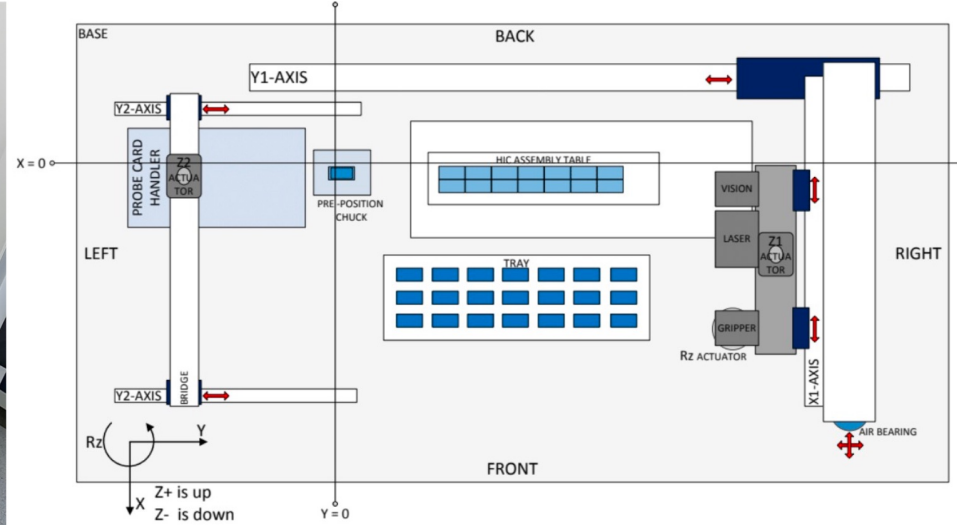 BASE
BACK
Y1-AXIS
Y2-AXIS
X = 0
PROBE CARD
HANDLER
Z2
ACTUA
TOR
PRE-POSITION
CHUCK
HIC ASSEMBLY TABLE
VISION
LASER
Z1
ACTUA
TOR
LEFT
RIGHT
TRAY
GRIPPER
Rz ACTUATOR
X1-AXIS
Y2-AXIS
BRIDGE
AIR BEARING
Rz
Y
X
Z+ is up
Z- is down
FRONT
Y = 0